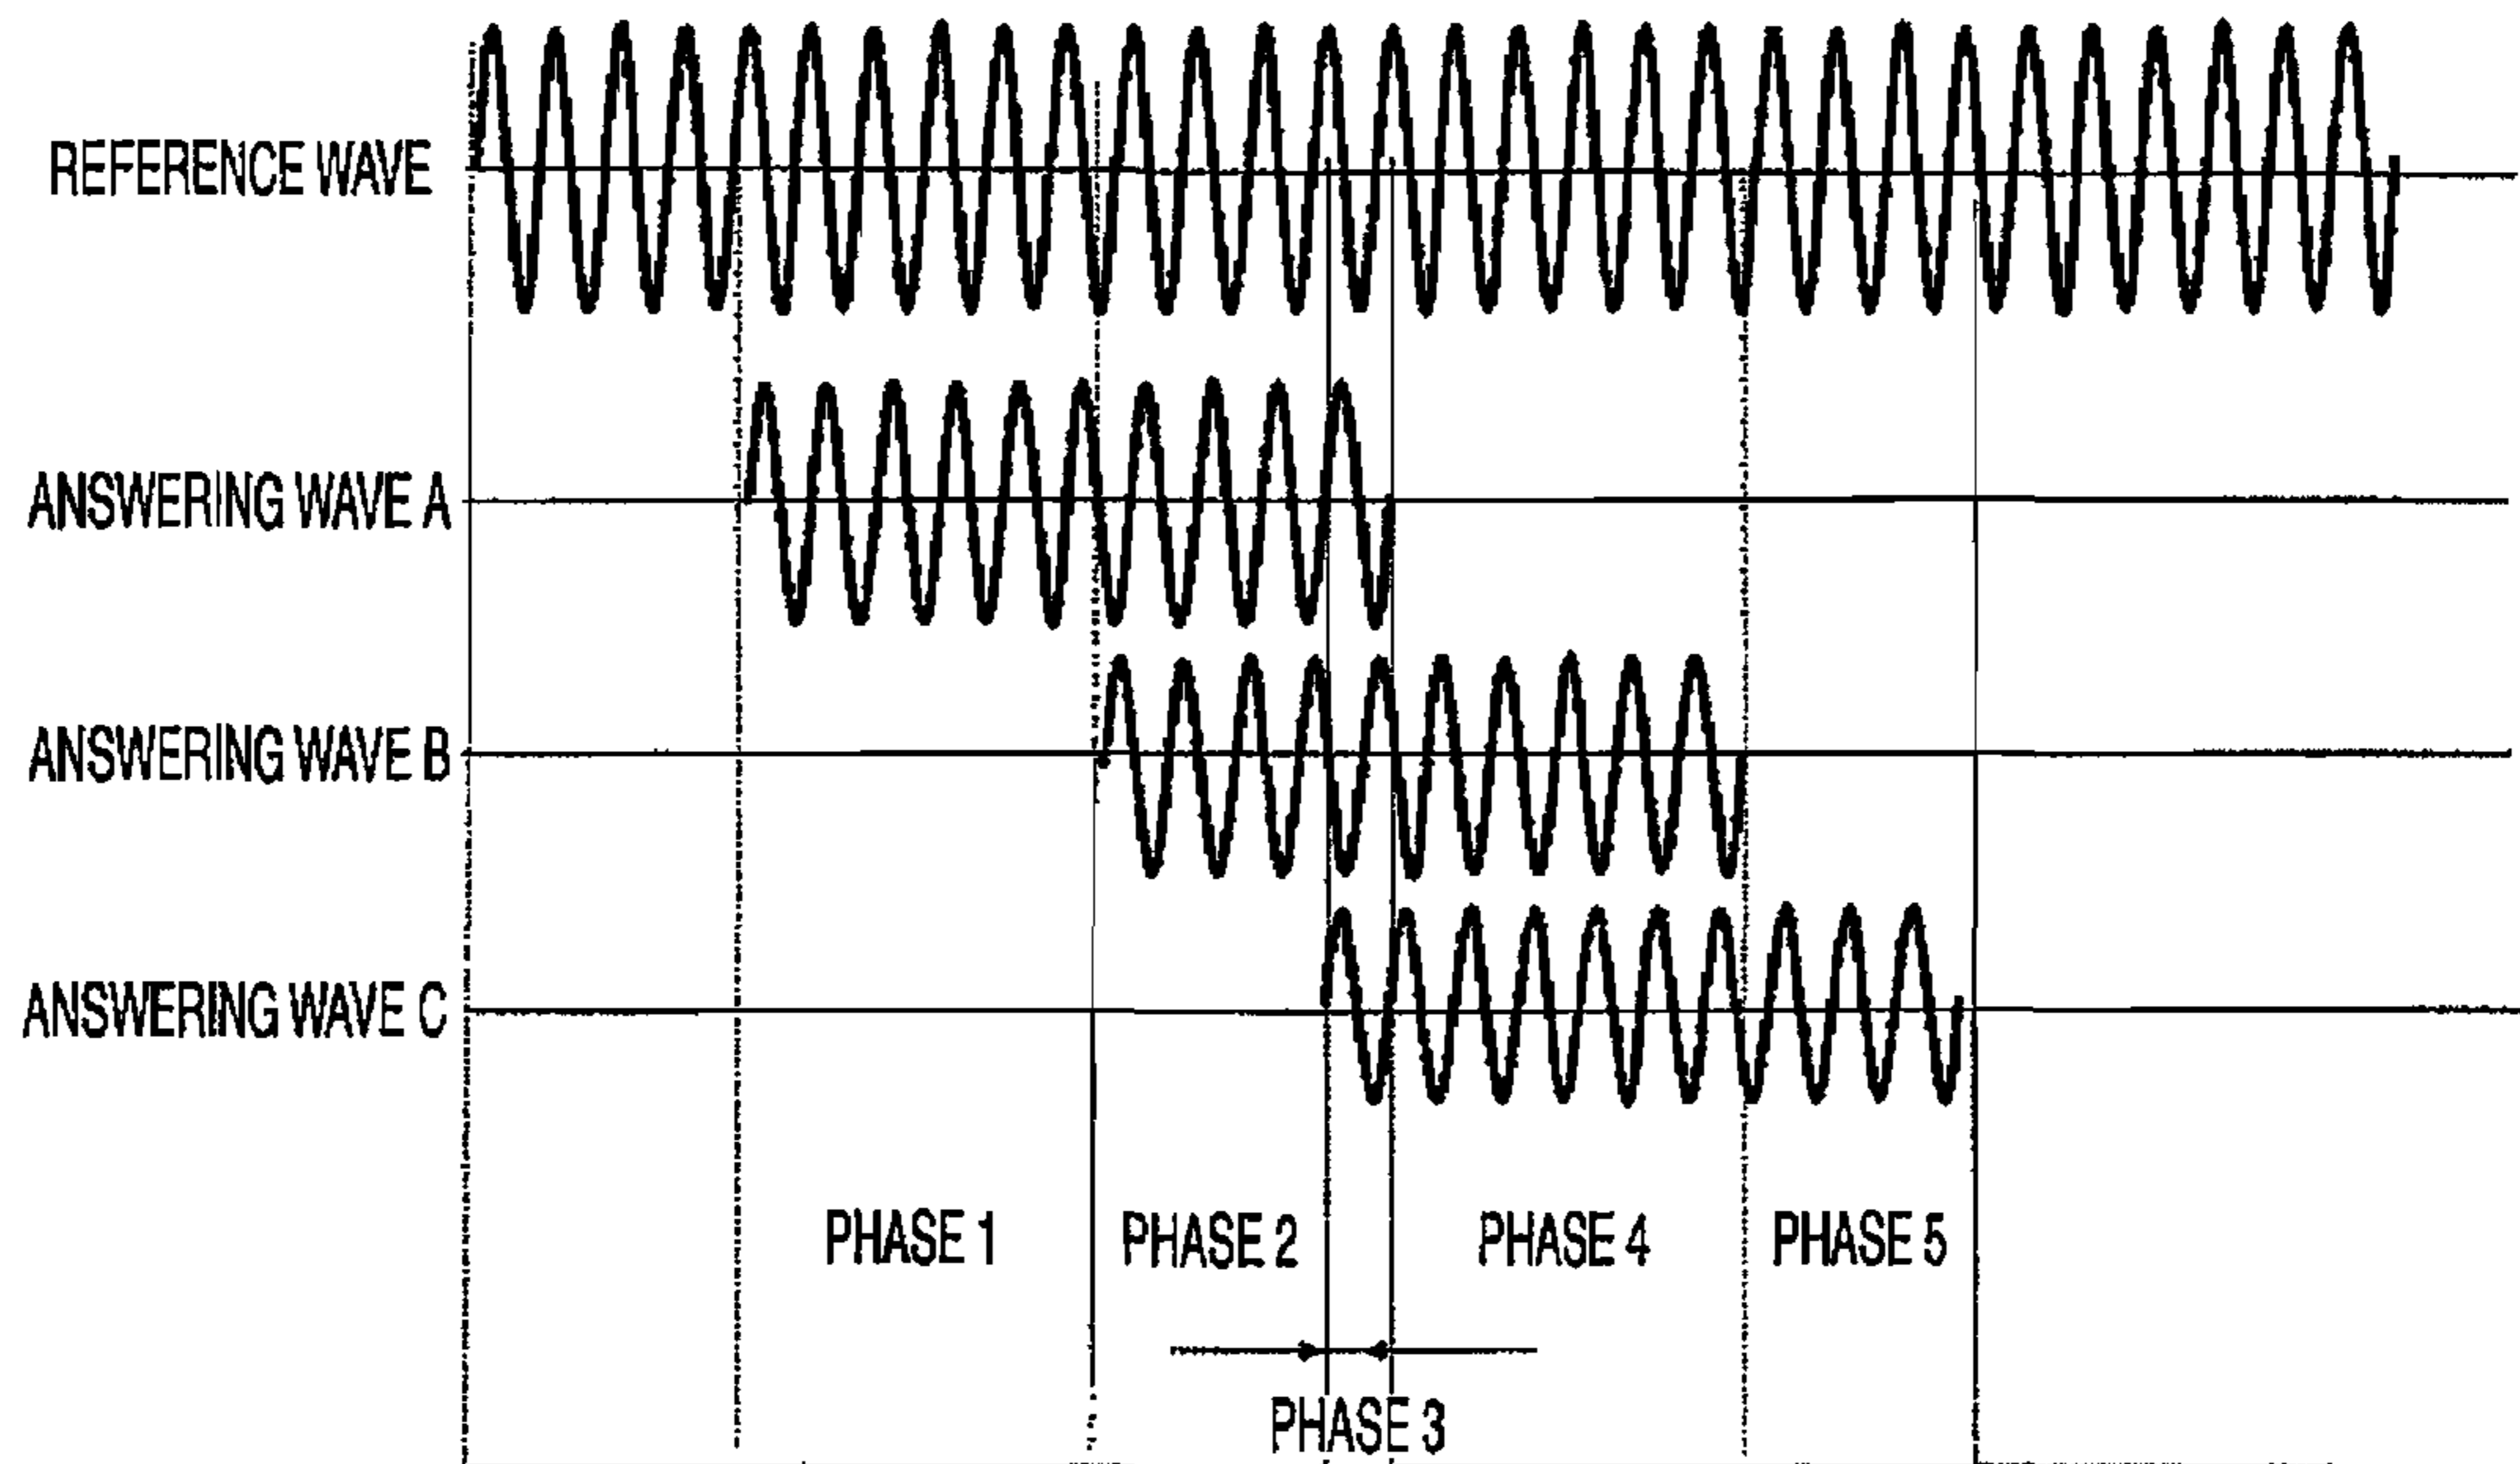 REFERENCE WAVE
ANSWERING WAVE A
ANSWERING WAVE B
ANSWERING WAVE C
PHASE 1
PHASE 2
PHASE 4
PHASE 5
PHASE 3